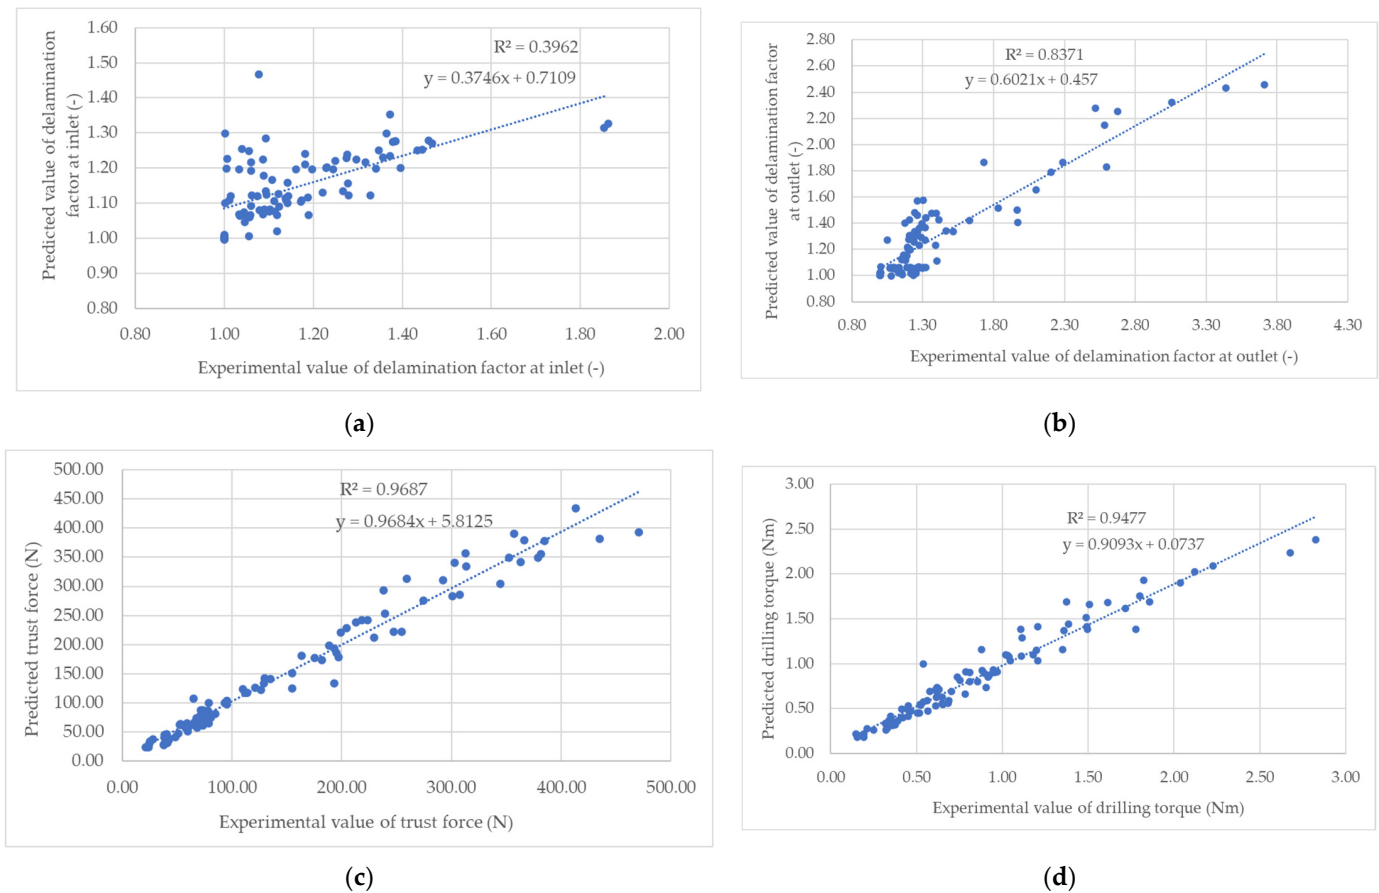 1.60
1.50
1.40
1.30
1.20
1.10
1.00
0.90
0.80
Predicted value of delamination
factor at inlet (-)
R² = 0.3962
y = 0.3746x + 0.7109
0.80 1.00 1.20 1.40 1.60 1.80 2.00
Experimental value of delamination factor at inlet (-)
(a)
2.80
2.60
2.40
2.20
2.00
1.80
1.60
1.40
1.20
1.00
0.80
Predicted value of delamination factor
at outlet (-)
R² = 0.8371
y = 0.6021x + 0.457
0.80 1.30 1.80 2.30 2.80 3.30 3.80 4.30
Experimental value of delamination factor at outlet (-)
(b)
500.00
450.00
400.00
350.00
300.00
250.00
200.00
150.00
100.00
50.00
0.00
Predicted trust force (N)
R² = 0.9687
y = 0.9684x + 5.8125
0.00 100.00 200.00 300.00 400.00 500.00
Experimental value of trust force (N)
(c)
3.00
2.50
2.00
1.50
1.00
0.50
0.00
Predicted drilling torque (Nm)
R² = 0.9477
y = 0.9093x + 0.0737
0.00 0.50 1.00 1.50 2.00 2.50 3.00
Experimental value of drilling torque (Nm)
(d)